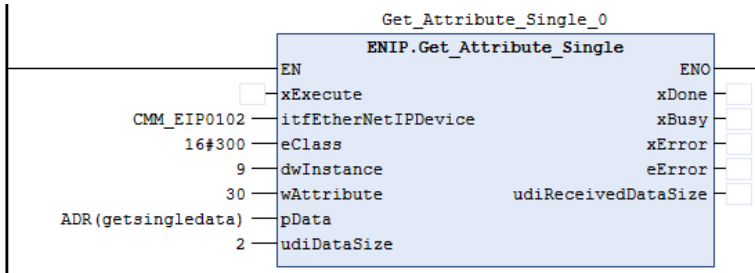 Get_Attribute_Single_0
ENIP.Get_Attribute_Single
EN ENO
xExecute xDone
CMM_EIP0102 itfEtherNetIPDevice xBusy
16#300 eClass xError
9 dwInstance eError
30 wAttribute udiReceivedDataSize
ADR(getsingledata) pData
2 udiDataSize